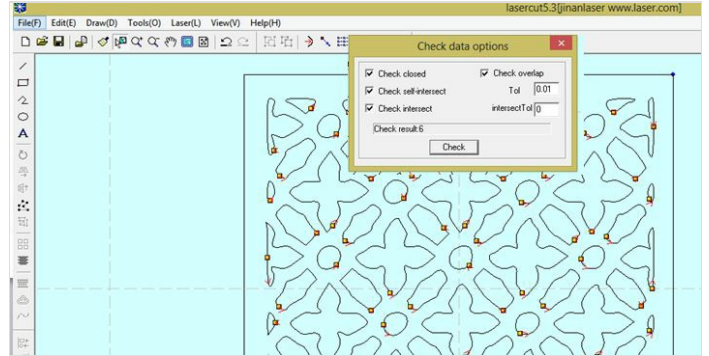 lasercut5.3[jinanlaser www.laser.com]
File(F) Edit(E) Draw(D) Tools(O) Laser(L) View(V) Help(H)
Check data options
Check closed
Check overlap
Check self-intersect
Tol 0.01
Check intersect
intersectTol 0
Check result:6
Check
A